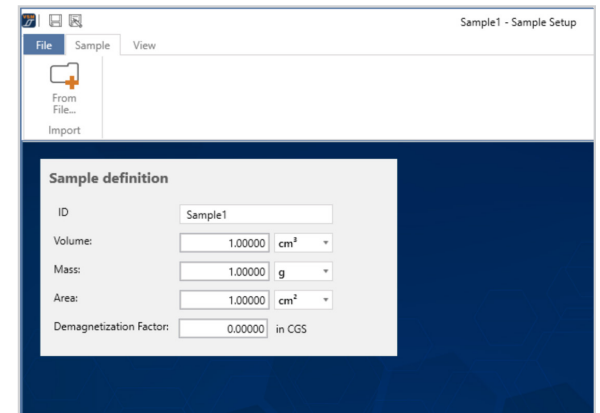 Sample1 - Sample Setup
File Sample View
From
File...
Import
Sample definition
ID Sample1
Volume: 1.00000 cm³
Mass: 1.00000 g
Area: 1.00000 cm²
Demagnetization Factor: 0.00000 in CGS